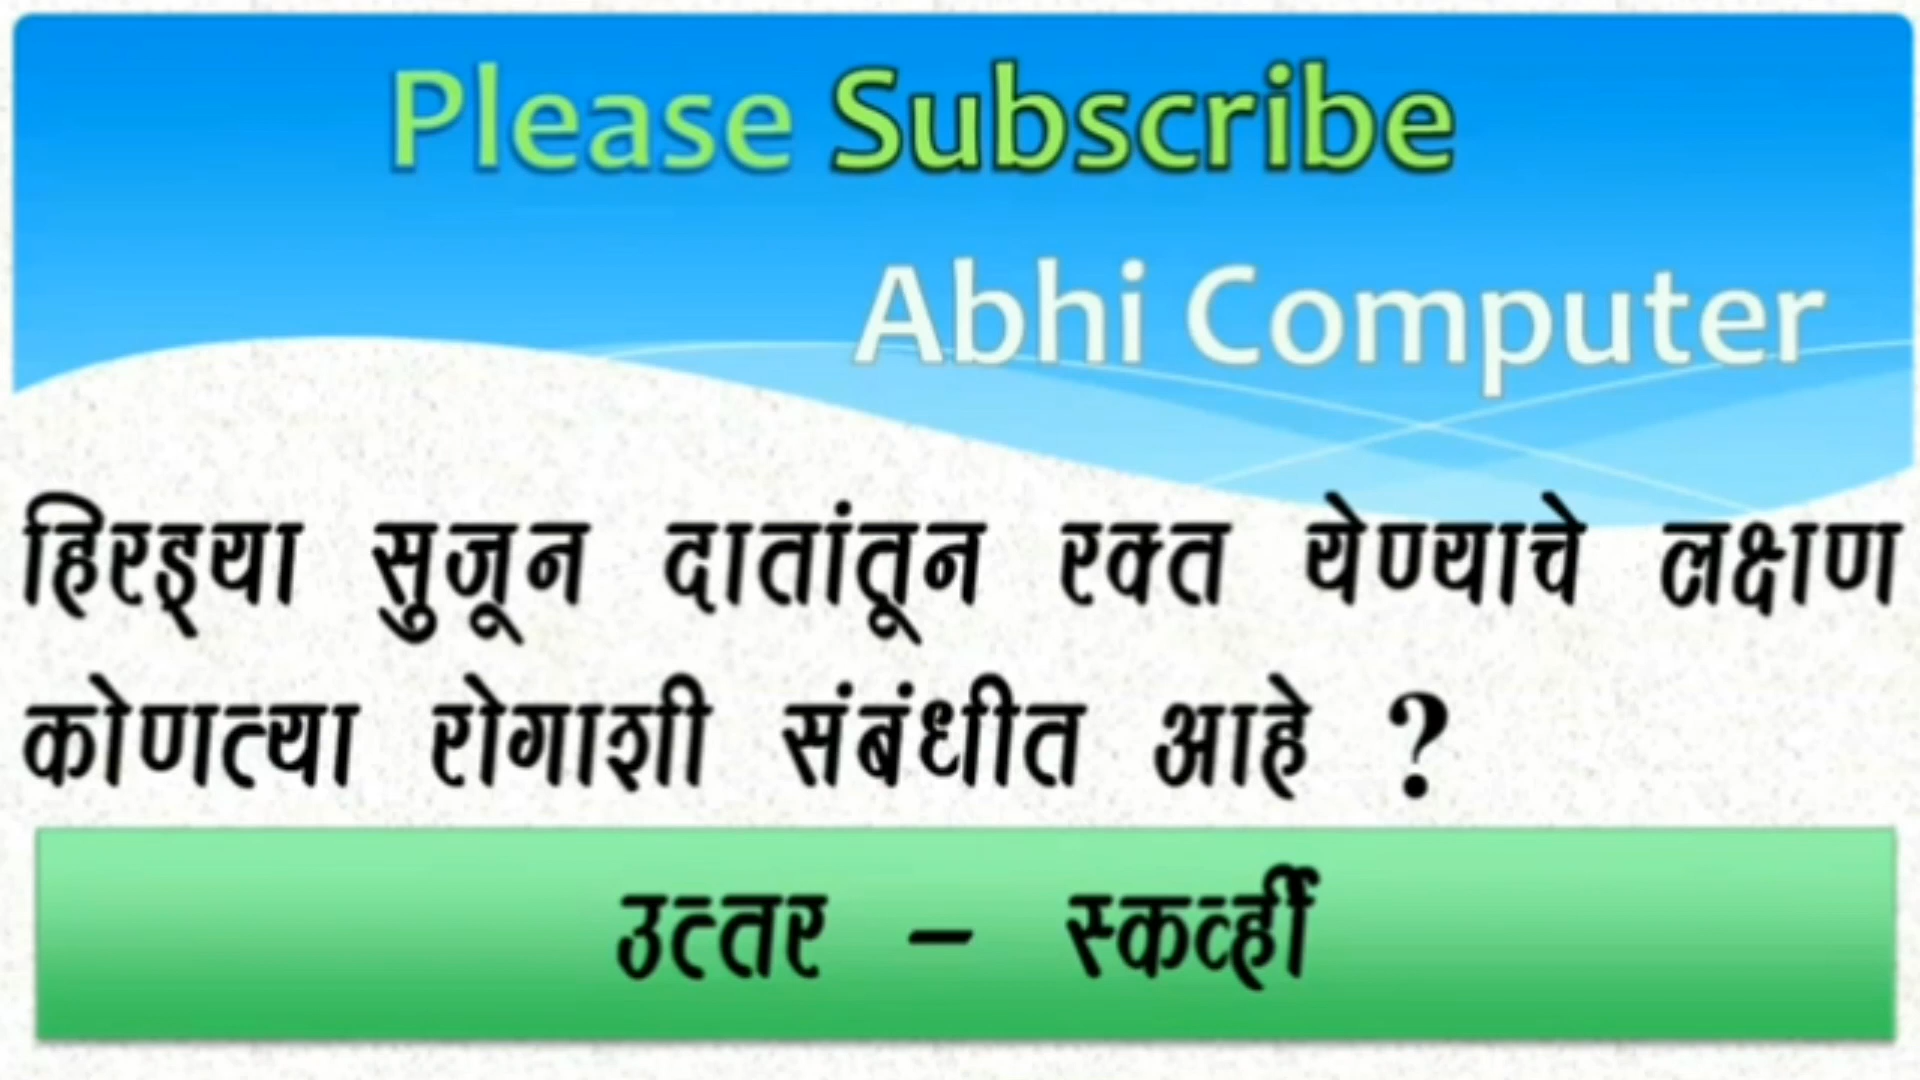 Please Subscribe
Abhi Computer
हिरड्या सुजून दातांतून रक्त येण्याचे लक्षण
कोणत्या रोगाशी संबंधीत आहे ?
उत्तर – स्कर्व्ही